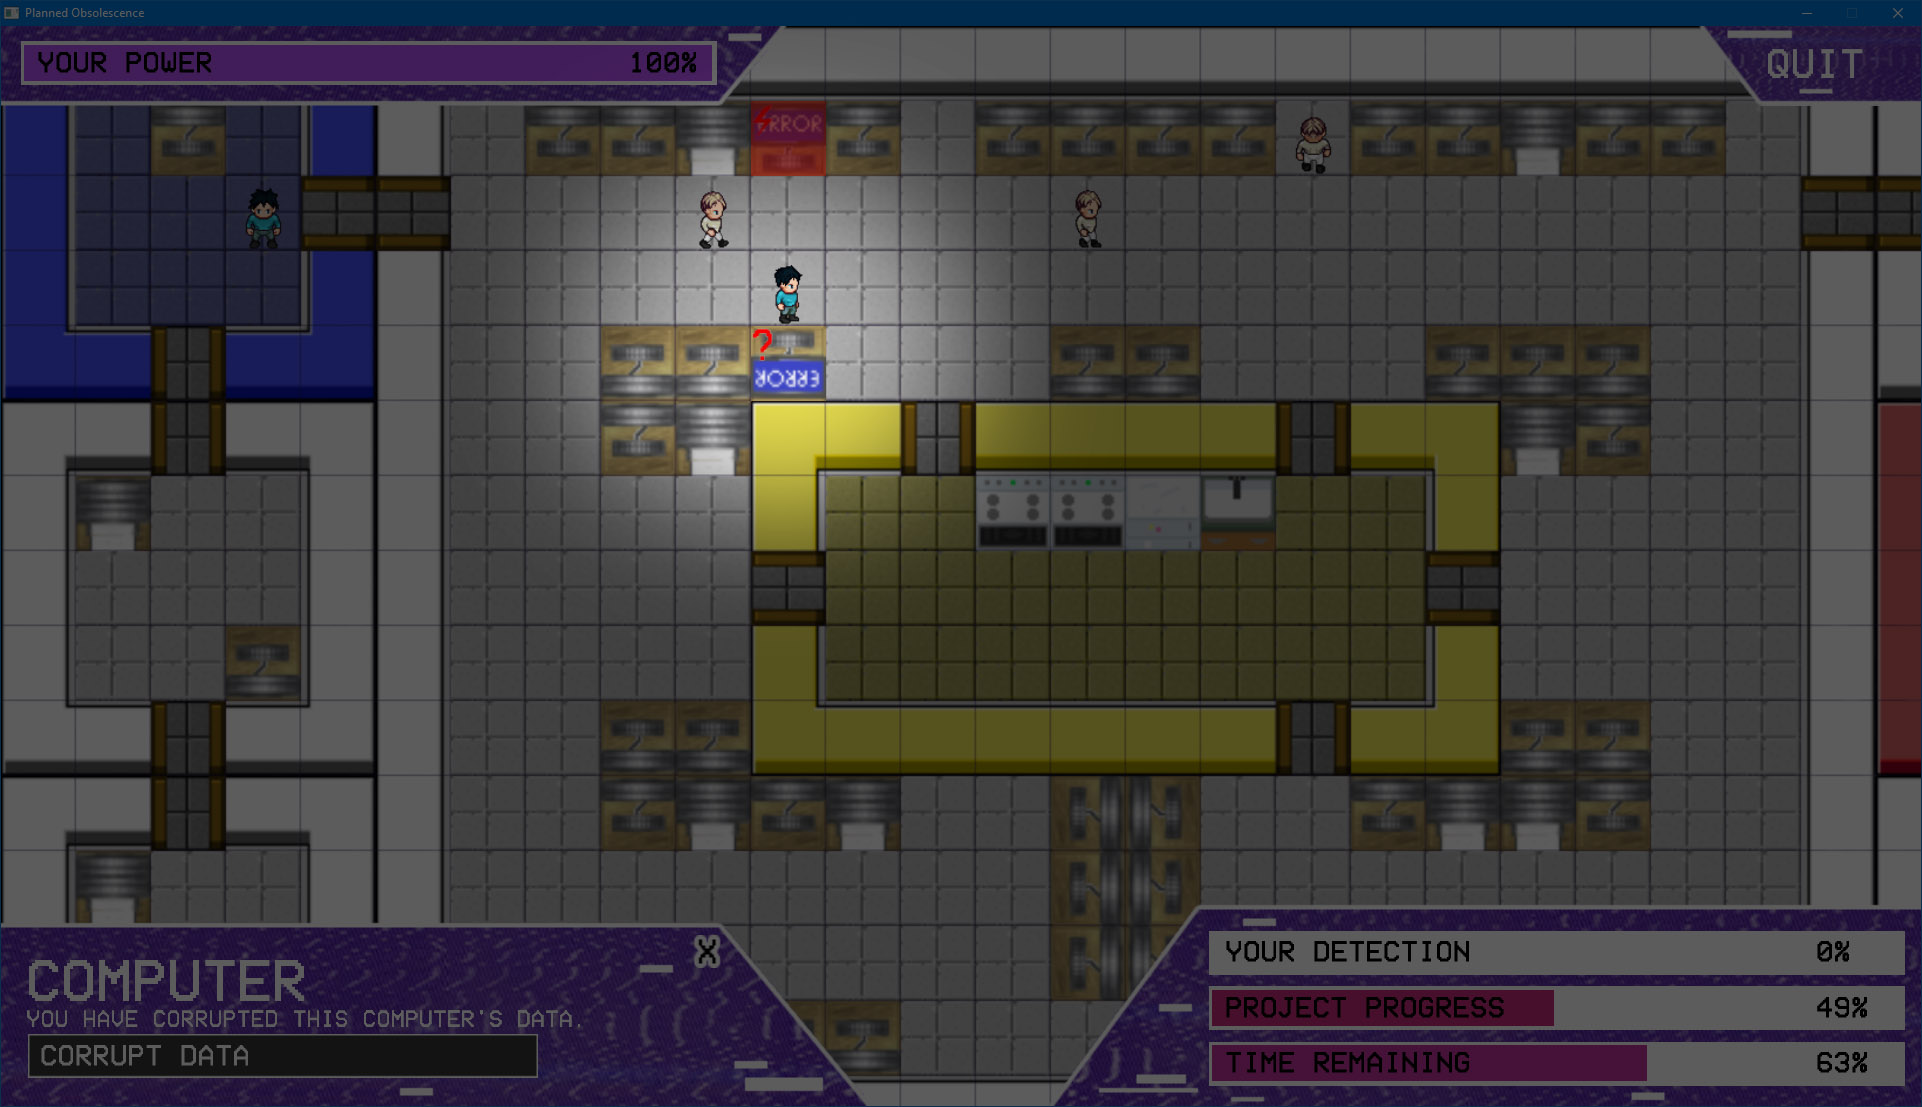 Planned Obsolescence
YOUR POWER 100%
QUIT
ERROR
ERROR
COMPUTER
X
YOU HAVE CORRUPTED THIS COMPUTER'S DATA.
CORRUPT DATA
YOUR DETECTION 0%
PROJECT PROGRESS 49%
TIME REMAINING 63%
?